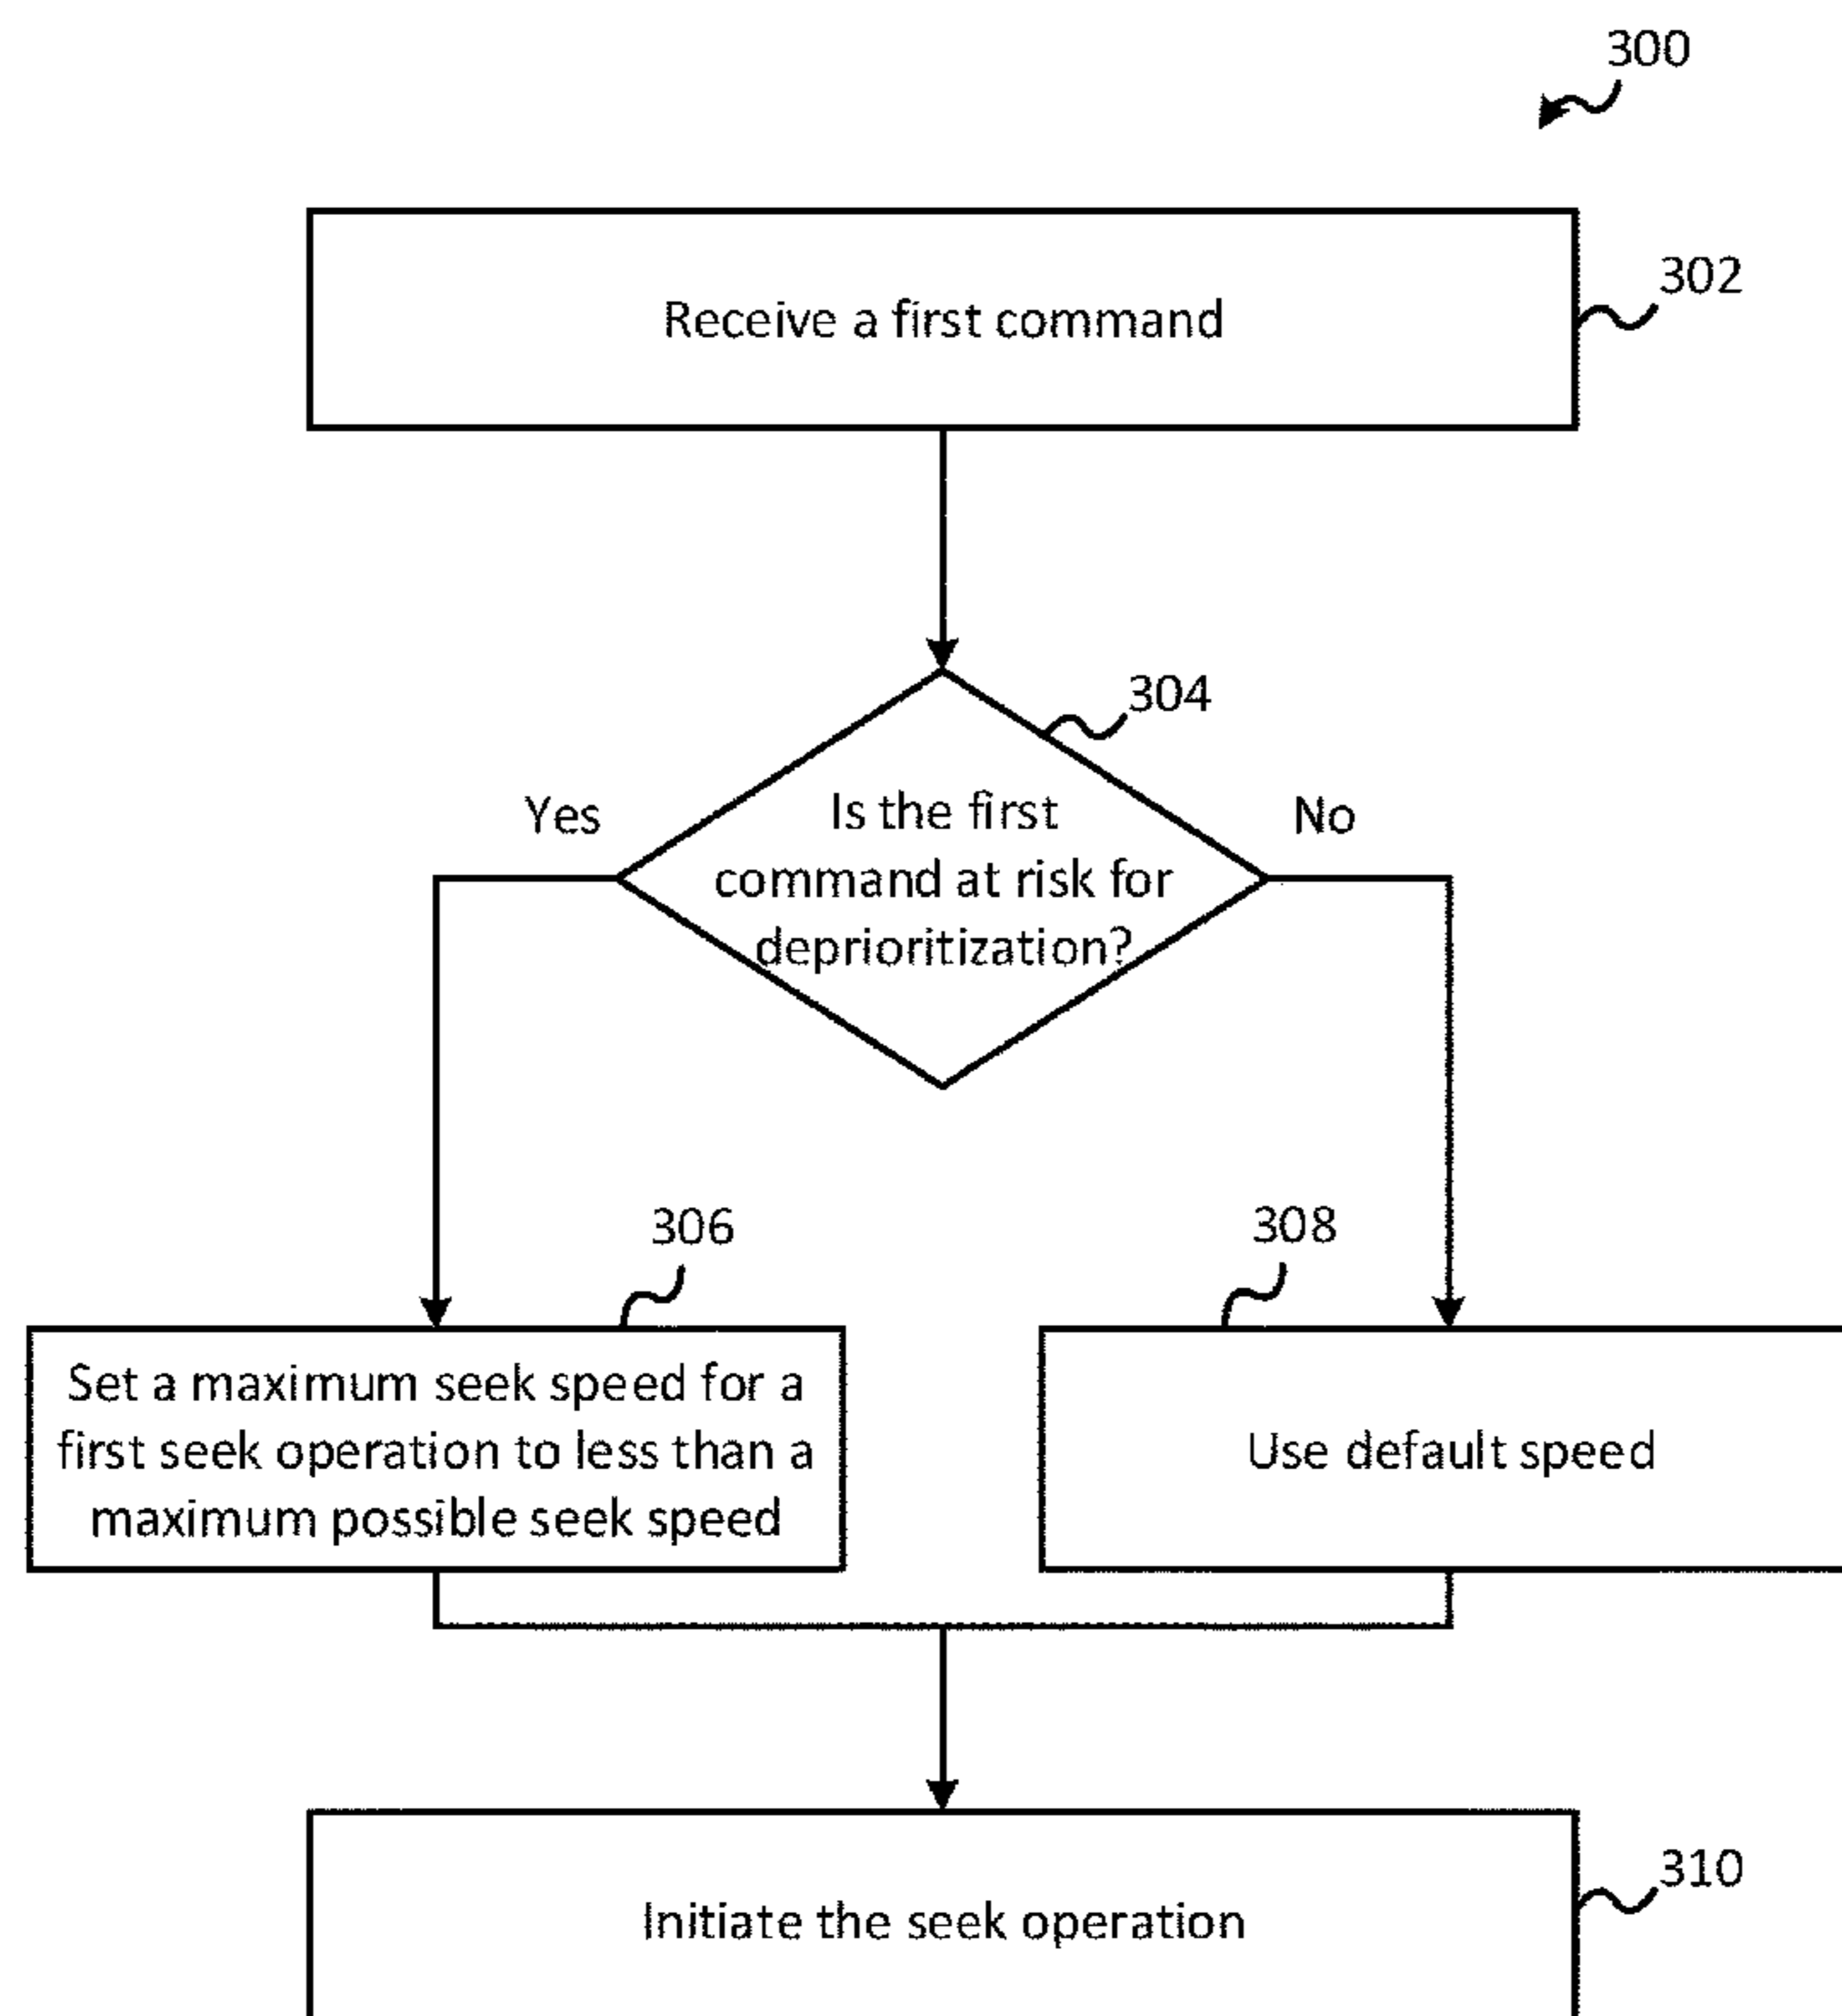 300
Receive a first command
302
304
Yes
No
Is the first
command at risk for
deprioritization?
306
308
Set a maximum seek speed for a
first seek operation to less than a
maximum possible seek speed
Use default speed
310
Initiate the seek operation